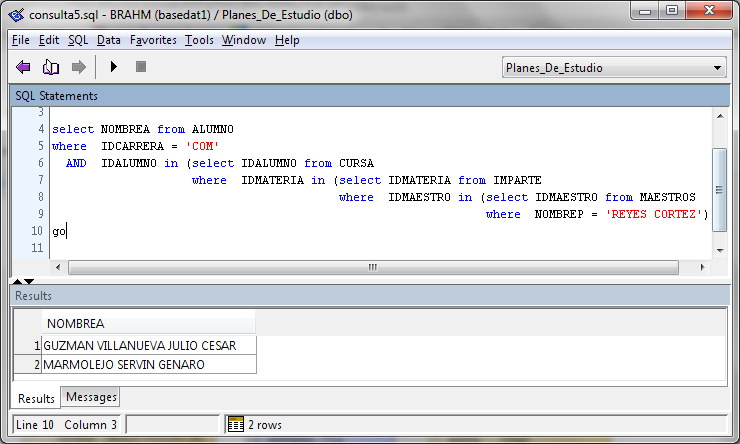 consulta5.sql - BRAHM (basedat1) / Planes_De_Estudio (dbo)
File Edit SQL Data Favorites Tools Window Help
Planes_De_Estudio
SQL Statements
3
4 select NOMBREA from ALUMNO
5 where IDCARRERA = 'COM'
6 AND IDALUMNO in (select IDALUMNO from CURSA
7 where IDMATERIA in (select IDMATERIA from IMPARTE
8 where IDMAESTRO in (select IDMAESTRO from MAESTROS
9 where NOMBREP = 'REYES CORTEZ')
10 go
11
Results
NOMBREA
1 GUZMAN VILLANUEVA JULIO CESAR
2 MARMOLEJO SERVIN GENARO
Results Messages
Line 10 Column 3 2 rows